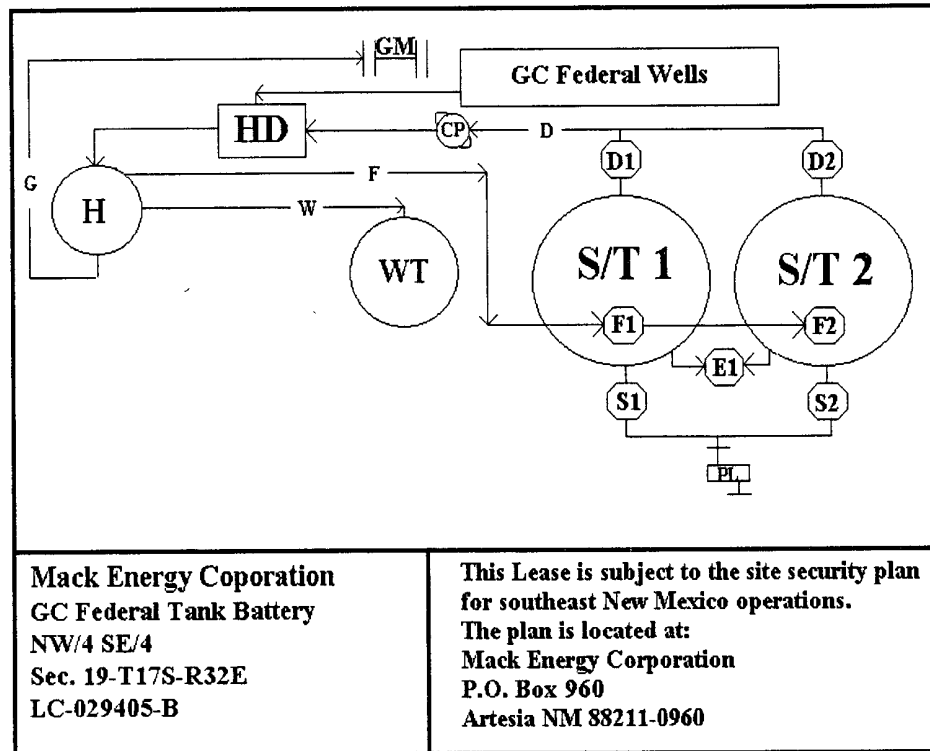 GM
GC Federal Wells
HD
CP
D
D1
D2
G
F
H
W
WT
S/T 1
S/T 2
F1
F2
E1
S1
S2
PL
Mack Energy Coporation
GC Federal Tank Battery
NW/4 SE/4
Sec. 19-T17S-R32E
LC-029405-B
This Lease is subject to the site security plan
for southeast New Mexico operations.
The plan is located at:
Mack Energy Corporation
P.O. Box 960
Artesia NM 88211-0960